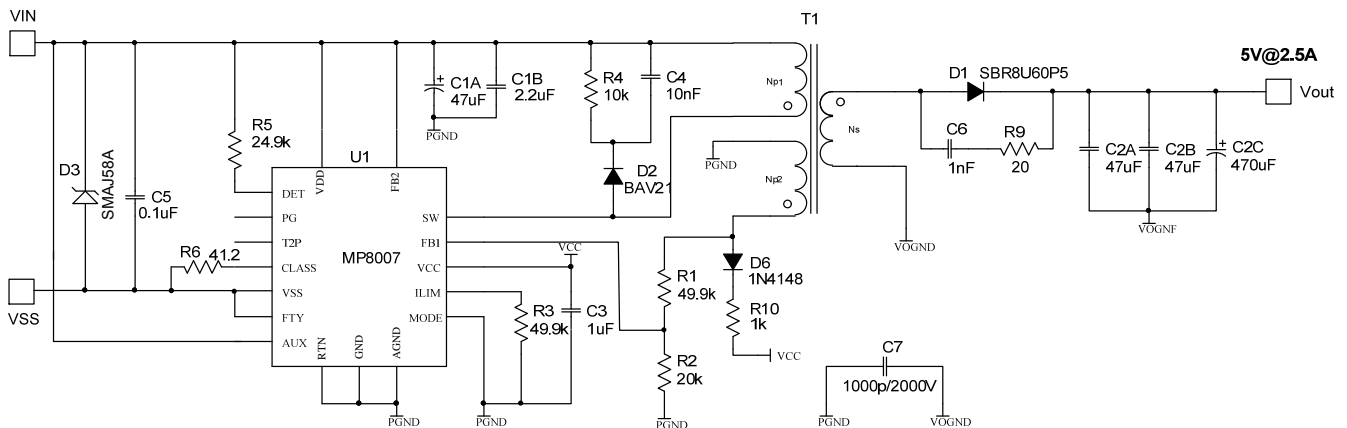 VIN
T1
5V@2.5A
D1 SBR8U60P5
Vout
C1A
47uF
C1B
2.2uF
R4
10k
C4
10nF
Np1
Ns
PGND
R5
24.9k
U1
D3
SMAJ58A
C5
0.1uF
VDD
FB2
D2
BAV21
PGND
Np2
C6
1nF
R9
20
C2A
47uF
C2B
47uF
C2C
470uF
VOGND
VOGNF
DET
PG
T2P
CLASS
VSS
FTY
AUX
MP8007
SW
FB1
VCC
ILIM
MODE
RTN
GND
AGND
R6 41.2
VSS
VCC
R3
49.9k
C3
1uF
R1
49.9k
D6
1N4148
R10
1k
VCC
R2
20k
C7
1000p/2000V
PGND
PGND
PGND
PGND
VOGND